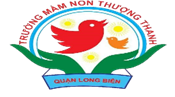 TRƯỜNG MẦM NON THƯỢNG THANH
QUẬN LONG BIÊN